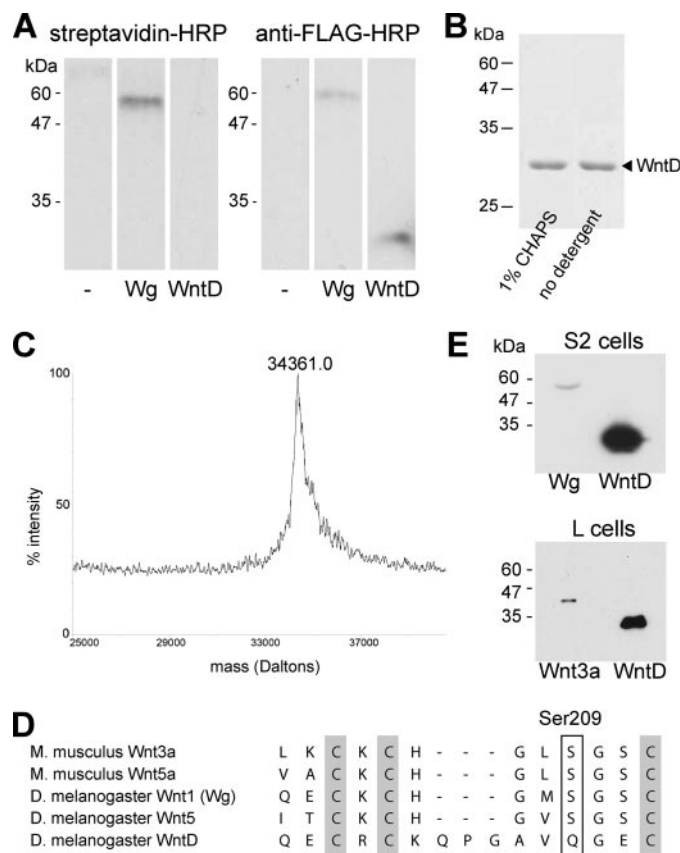 A
streptavidin-HRP
anti-FLAG-HRP
kDa
60 -
47 -
35 -
60 -
47 -
35 -
- Wg WntD
- Wg WntD
B
kDa
60
47
35
25
WntD
1% CHAPS
no detergent
C
34361.0
100
50
0
% intensity
25000 29000 33000 37000
mass (Daltons)
E
kDa
S2 cells
60 -
47 -
35 -
Wg WntD
L cells
60 -
47 -
35 -
Wnt3a WntD
D
Ser209
M. musculus Wnt3a L K C K C H - - - G L S G S C
M. musculus Wnt5a V A C K C H - - - G L S G S C
D. melanogaster Wnt1 (Wg) Q E C K C H - - - G M S G S C
D. melanogaster Wnt5 I T C K C H - - - G V S G S C
D. melanogaster WntD Q E C R C K Q P G A V Q G E C